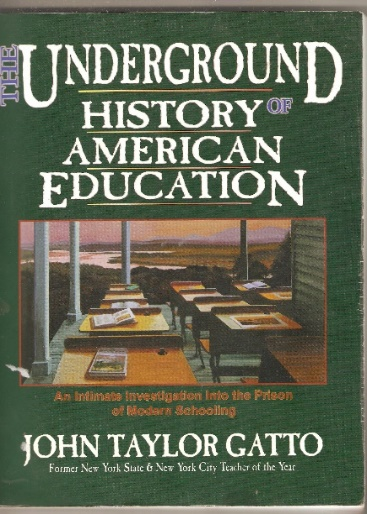 THE UNDERGROUND
HISTORY OF
AMERICAN
EDUCATION
An Intimate Investigation Into the Prison
of Modern Schooling
JOHN TAYLOR GATTO
Former New York State & New York City Teacher of the Year